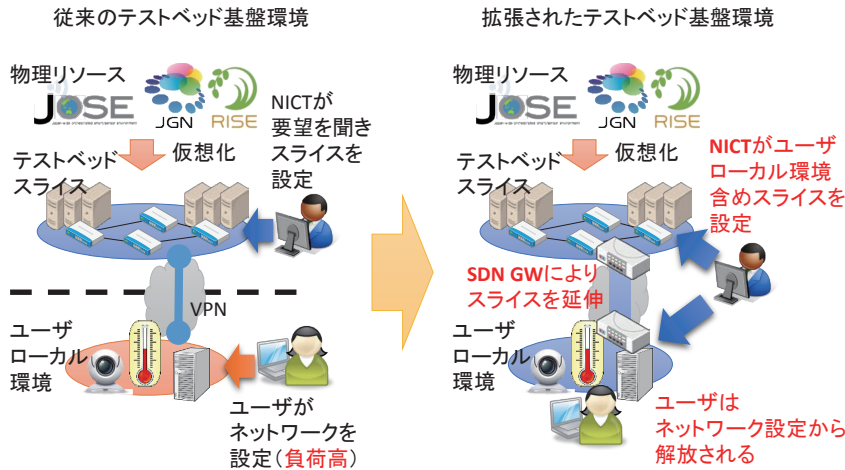 従来のテストベッド基盤環境
物理リソース
JOSE
JGN
RISE
仮想化
NICTが
要望を聞き
スライスを
設定
テストベッド
スライス
VPN
ユーザ
ローカル
環境
ユーザが
ネットワークを
設定(負荷高)
拡張されたテストベッド基盤環境
物理リソース
JOSE
JGN
RISE
仮想化
NICTがユーザ
ローカル環境
含めスライスを
設定
テストベッド
スライス
SDN GWにより
スライスを延伸
ユーザ
ローカル
環境
ユーザは
ネットワーク設定から
解放される